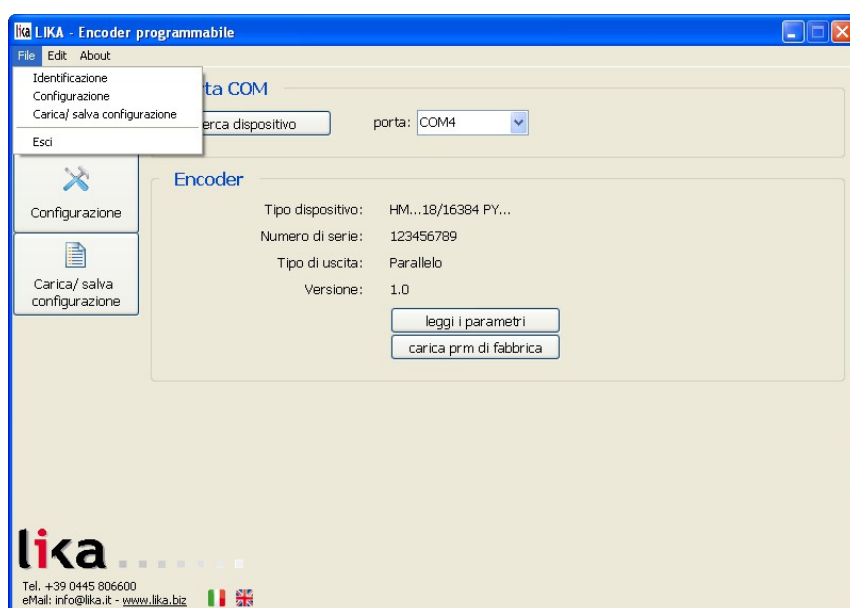 lika LIKA - Encoder programmabile
File Edit About
Identificazione
Configurazione
Carica/ salva configurazione
Esci
ta COM
erca dispositivo
porta: COM4
Configurazione
Carica/ salva
configurazione
Encoder
Tipo dispositivo: HM...18/16384 PY...
Numero di serie: 123456789
Tipo di uscita: Parallelo
Versione: 1.0
leggi i parametri
carica prm di fabbrica
lika
Tel. +39 0445 806600
eMail: info@lika.it - www.lika.biz